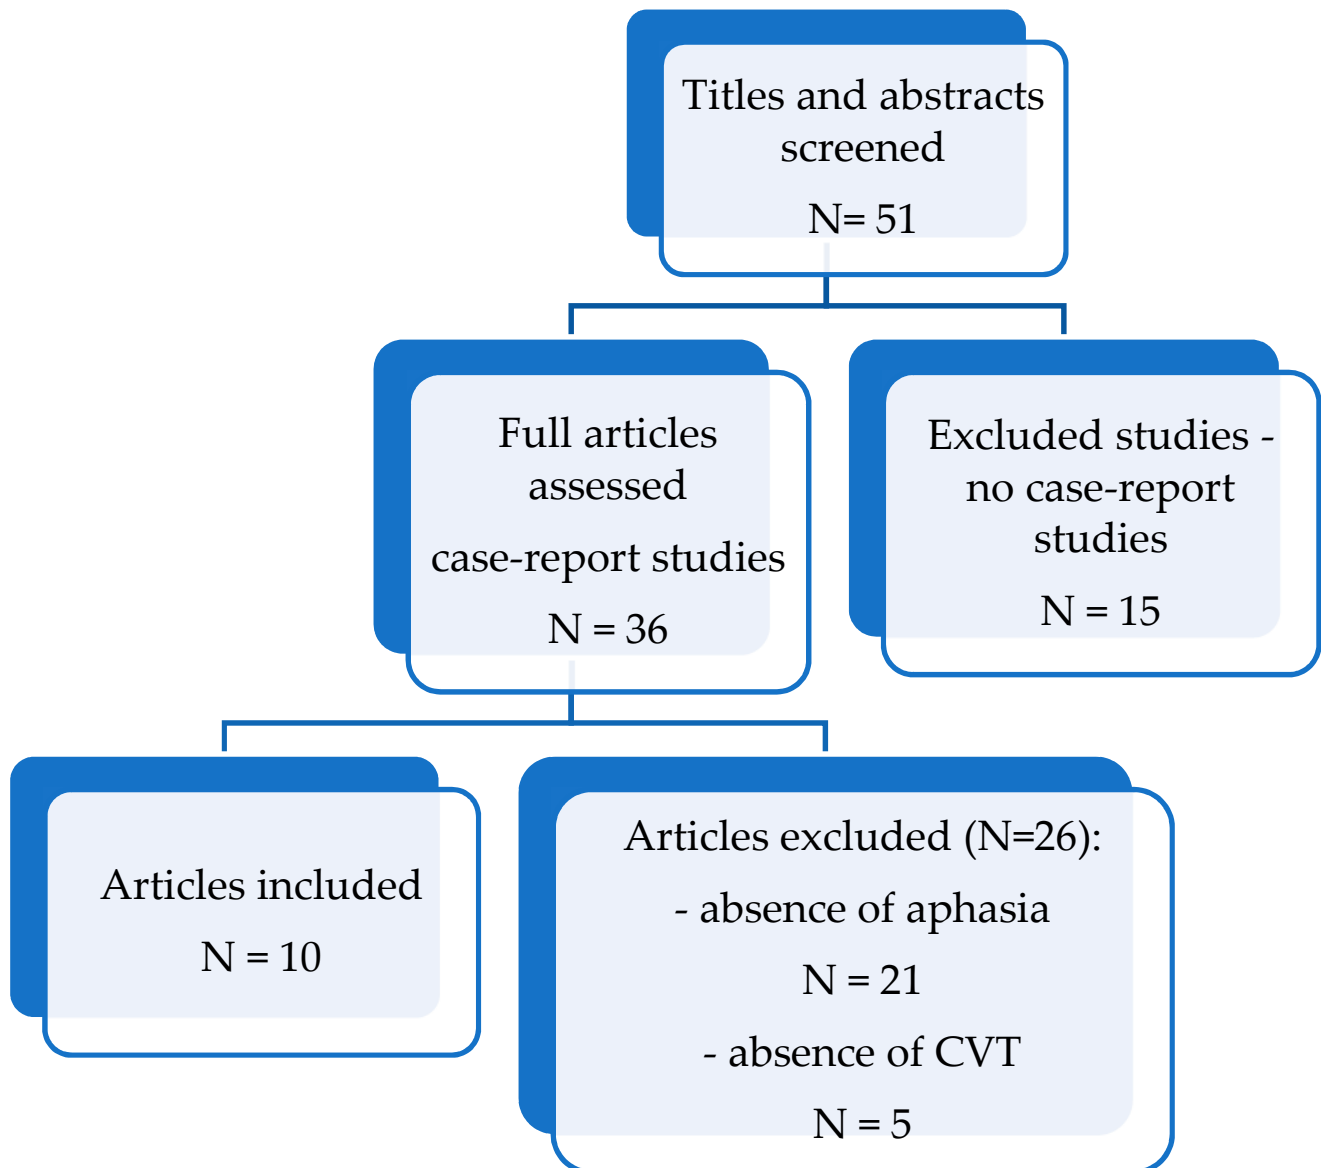 Titles and abstracts
screened
N= 51
Full articles
assessed
case-report studies
N = 36
Excluded studies -
no case-report
studies
N = 15
Articles included
N = 10
Articles excluded (N=26):
- absence of aphasia
N = 21
- absence of CVT
N = 5